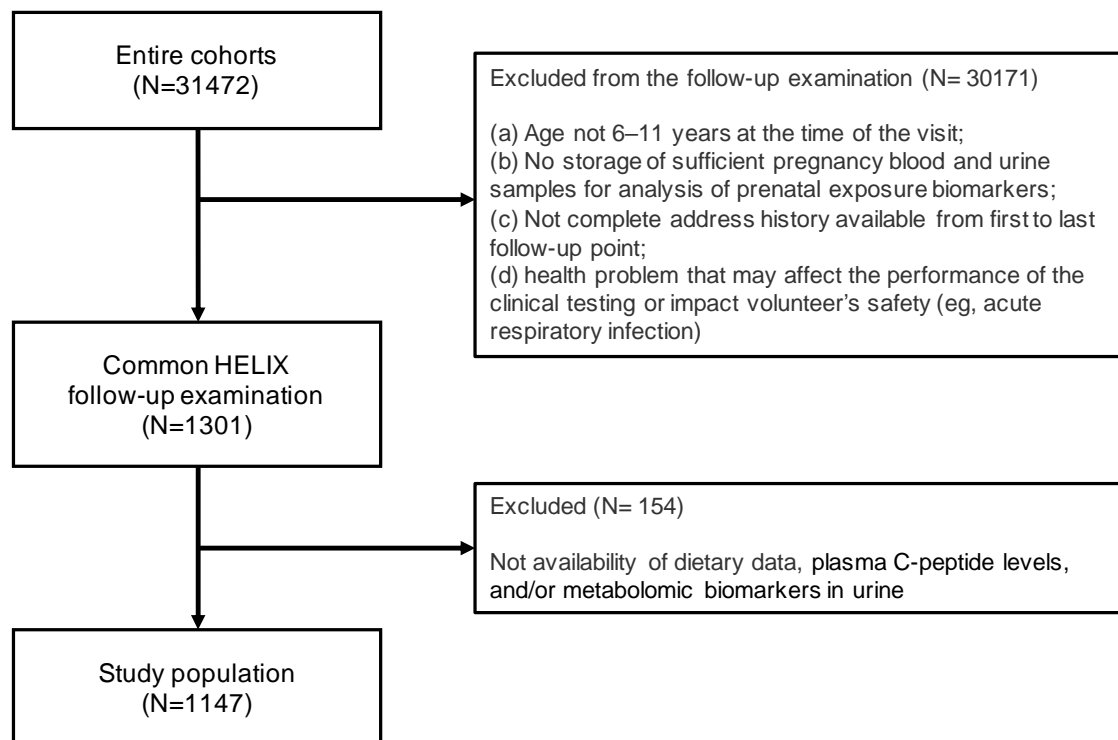 Entire cohorts
(N=31472)
Excluded from the follow-up examination (N= 30171)
(a) Age not 6–11 years at the time of the visit;
(b) No storage of sufficient pregnancy blood and urine
samples for analysis of prenatal exposure biomarkers;
(c) Not complete address history available from first to last
follow-up point;
(d) health problem that may affect the performance of the
clinical testing or impact volunteer’s safety (eg, acute
respiratory infection)
Common HELIX
follow-up examination
(N=1301)
Excluded (N= 154)
Not availability of dietary data, plasma C-peptide levels,
and/or metabolomic biomarkers in urine
Study population
(N=1147)